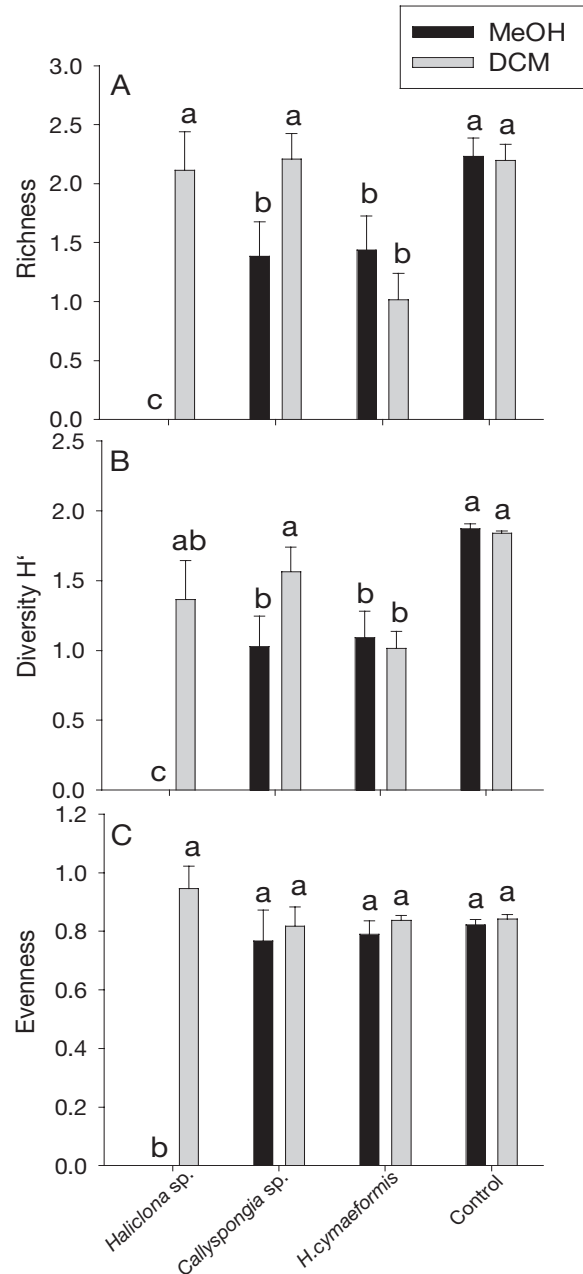 MeOH
DCM
A
Richness
3.0
2.5
2.0
1.5
1.0
0.5
0.0
c
a
b
a
b
b
a
a
B
Diversity H‘
2.5
2.0
1.5
1.0
0.5
0.0
c
ab
b
a
b
b
a
a
C
Evenness
1.2
1.0
0.8
0.6
0.4
0.2
0.0
b
a
a
a
a
a
a
a
Haliclona sp.
Callyspongia sp.
H.cymaeformis
Control